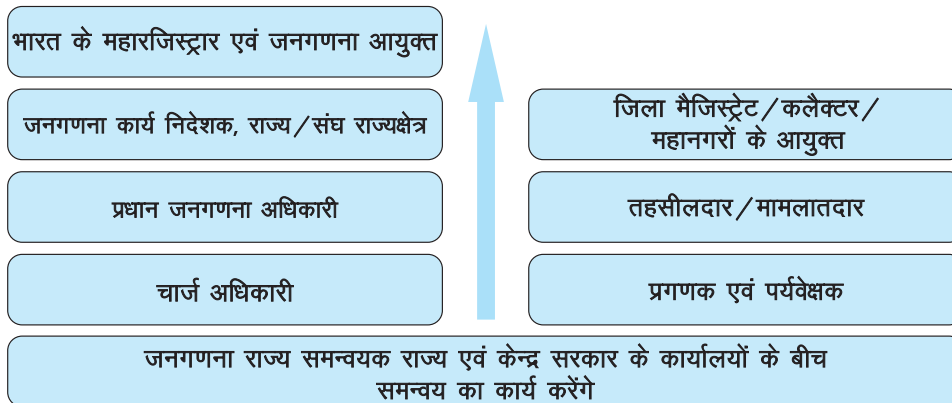 भारत के महारजिस्ट्रार एवं जनगणना आयुक्त
जनगणना कार्य निदेशक, राज्य/संघ राज्यक्षेत्र
प्रधान जनगणना अधिकारी
चार्ज अधिकारी
जिला मैजिस्ट्रेट/कलैक्टर/
महानगरों के आयुक्त
तहसीलदार/मामलातदार
प्रगणक एवं पर्यवेक्षक
जनगणना राज्य समन्वयक राज्य एवं केन्द्र सरकार के कार्यालयों के बीच
समन्वय का कार्य करेंगे